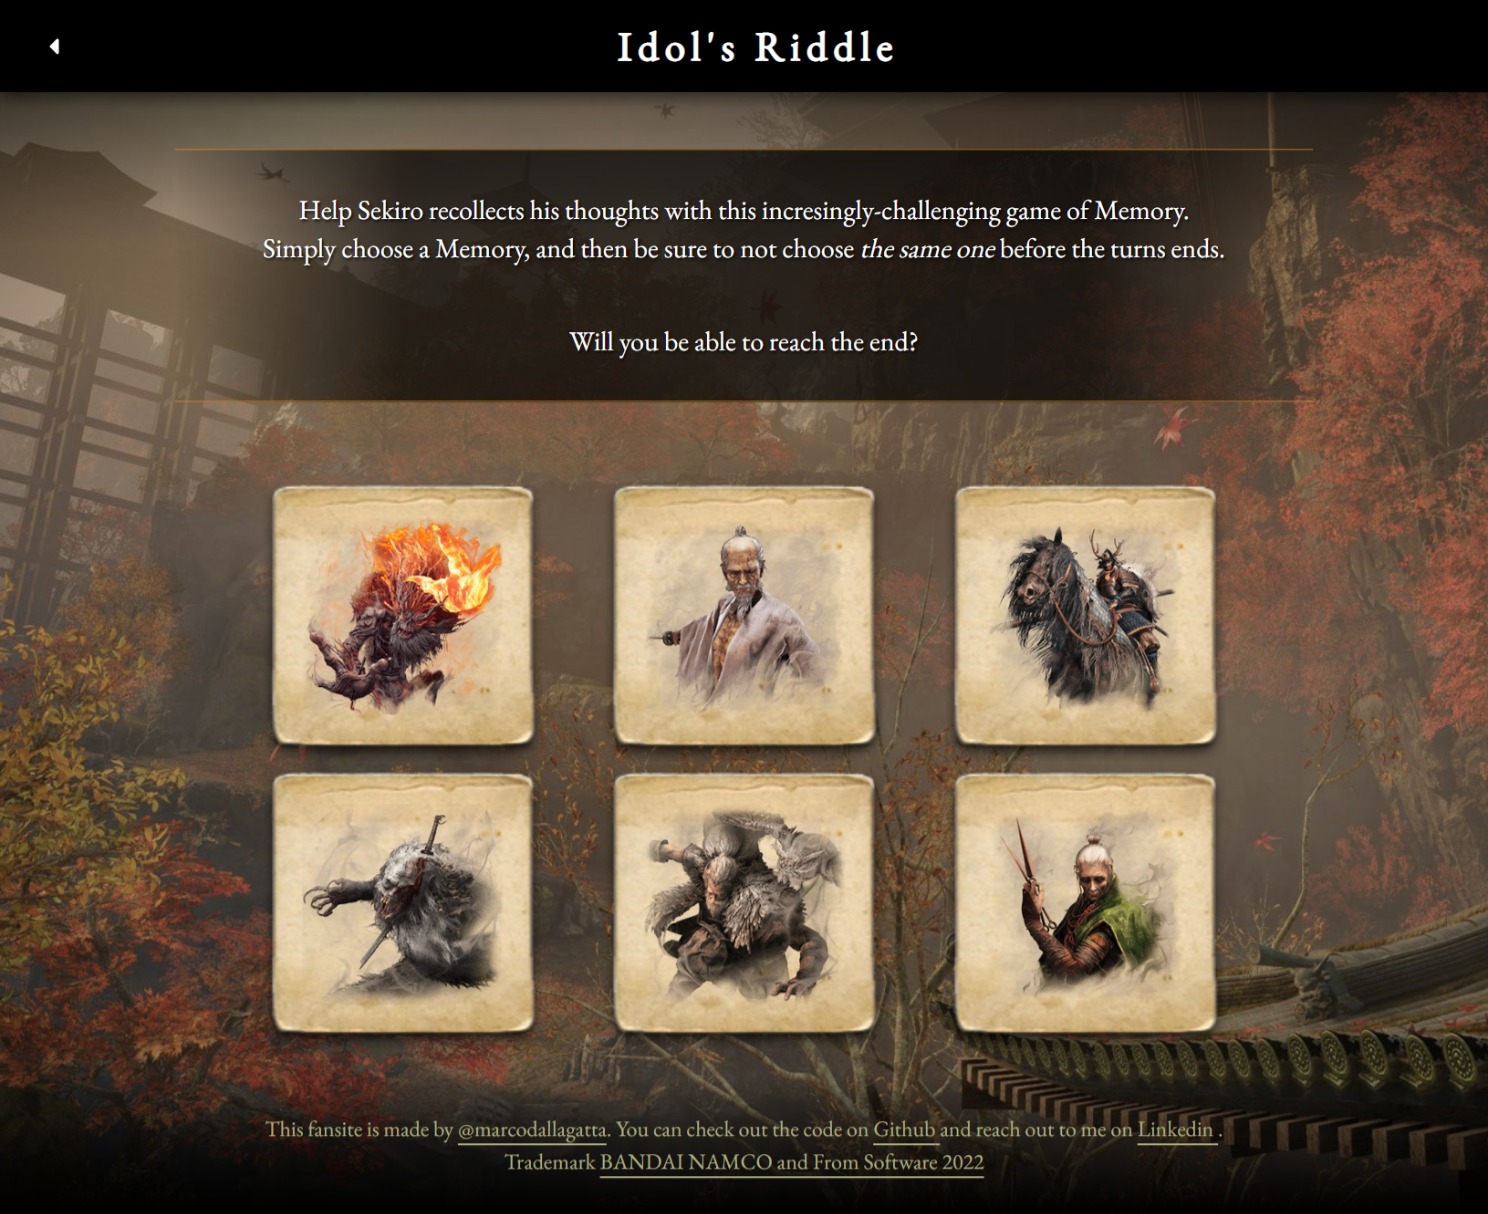 Idol's Riddle
Help Sekiro recollects his thoughts with this incresingly-challenging game of Memory.
Simply choose a Memory, and then be sure to not choose the same one before the turns ends.
Will you be able to reach the end?
This fansite is made by @marcodallagatta. You can check out the code on Github and reach out to me on Linkedin .
Trademark BANDAI NAMCO and From Software 2022